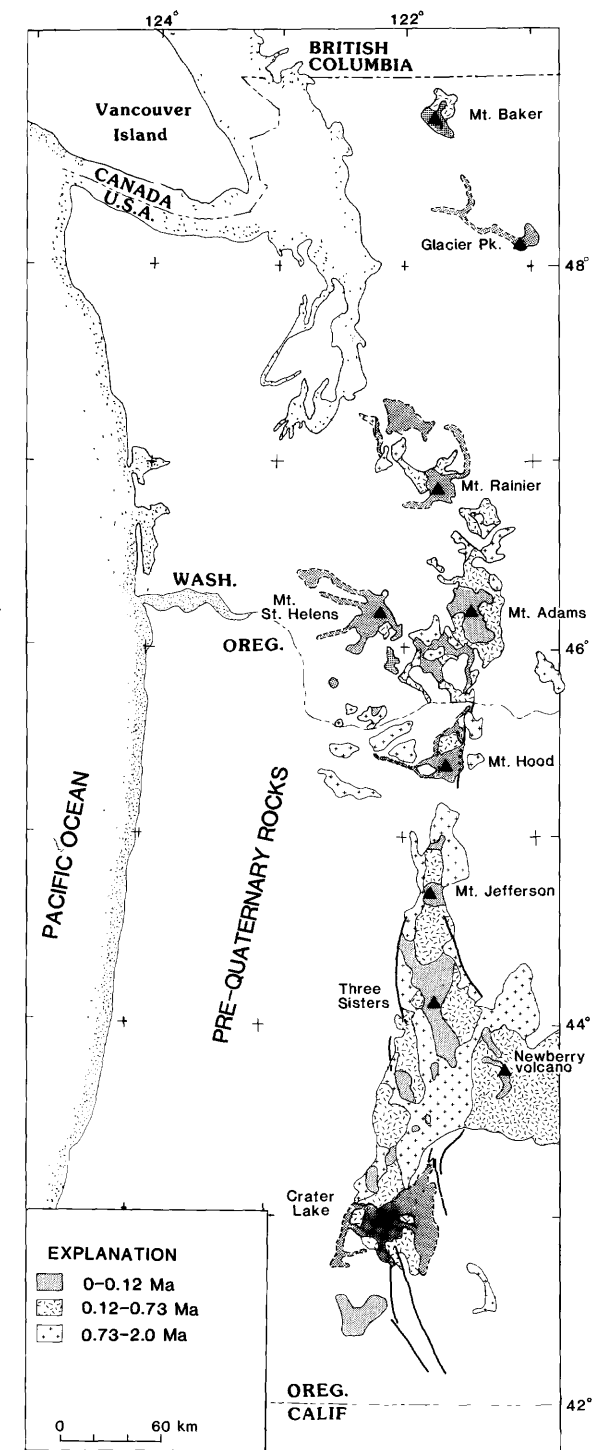 124°
122°
BRITISH
COLUMBIA
Vancouver
Island
Mt. Baker
CANADA
U.S.A.
Glacier Pk.
48°
Mt. Rainier
WASH.
Mt.
St. Helens
Mt. Adams
OREG.
46°
Mt. Hood
PACIFIC OCEAN
PRE-QUATERNARY ROCKS
Mt. Jefferson
Three
Sisters
44°
Newberry
volcano
Crater
Lake
EXPLANATION
0-0.12 Ma
0.12-0.73 Ma
0.73-2.0 Ma
0 60 km
OREG.
CALIF
42°